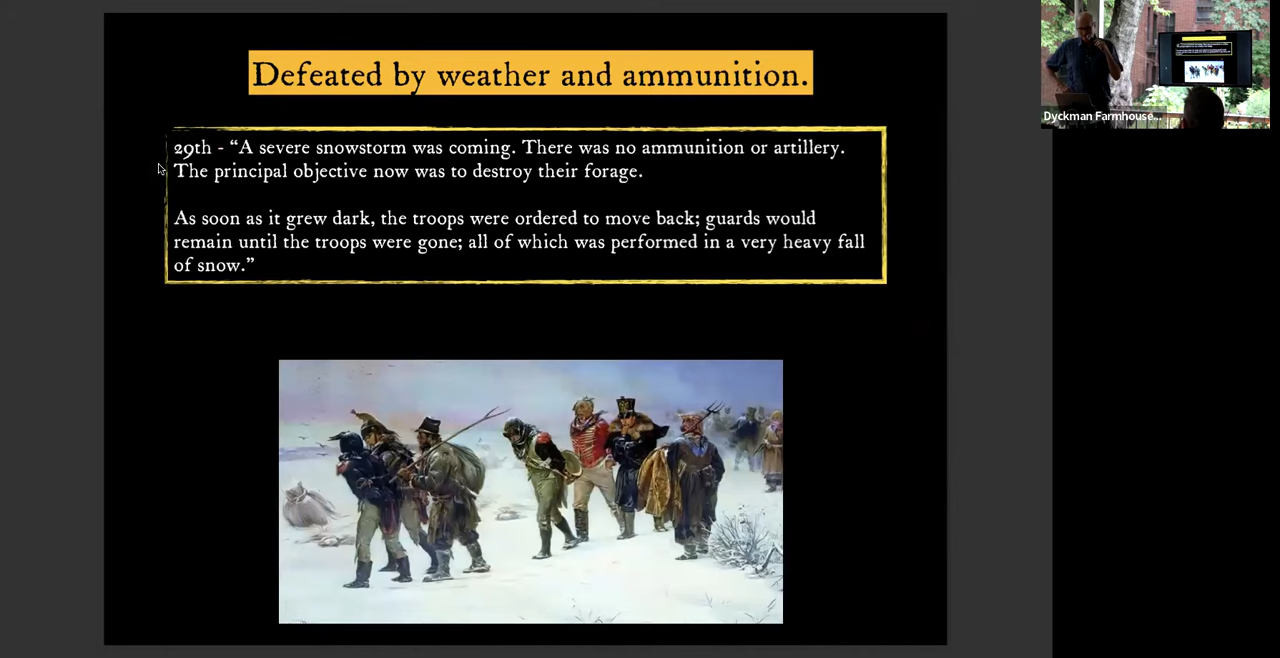 Defeated by weather and ammunition.
29th - “A severe snowstorm was coming. There was no ammunition or artillery.
The principal objective now was to destroy their forage.
As soon as it grew dark, the troops were ordered to move back; guards would
remain until the troops were gone; all of which was performed in a very heavy fall
of snow.”
Dyckman Farmhouse...